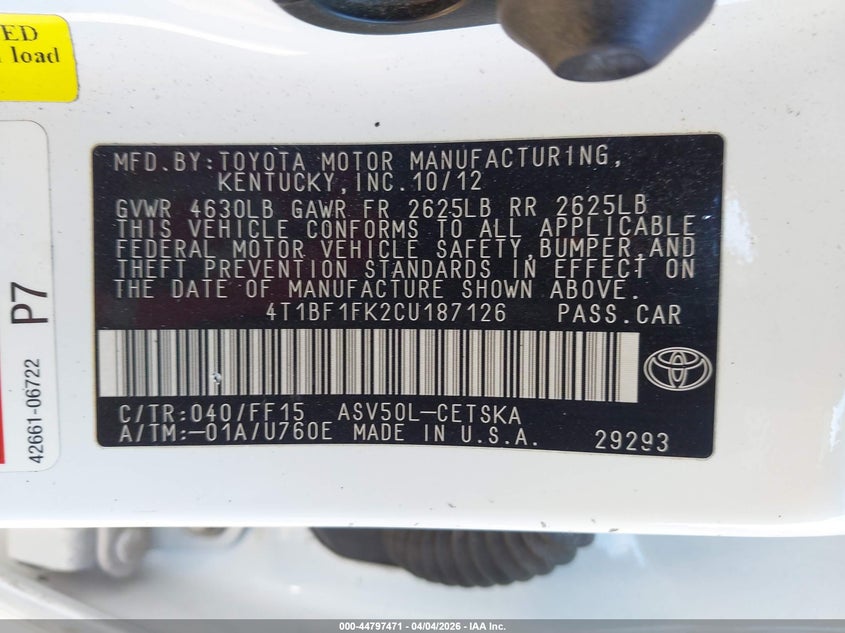 ED
load
P7
42661-06722
MFD.BY:TOYOTA MOTOR MANUFACTURING,
KENTUCKY,INC.10/12
GVWR 4630LB GAWR FR 2625LB RR 2625LB
THIS VEHICLE CONFORMS TO ALL APPLICABLE
FEDERAL MOTOR VEHICLE SAFETY,BUMPER,AND
THEFT PREVENTION STANDARDS IN EFFECT ON
THE DATE OF MANUFACTURE SHOWN ABOVE.
4T1BF1FK2CU187126 PASS.CAR
C/TR:040/FF15 ASV50L-CETSKA
A/TM:-01A/U760E MADE IN U.S.A. 29293
000-44797471 | 04/04/2026 | IAA Inc.